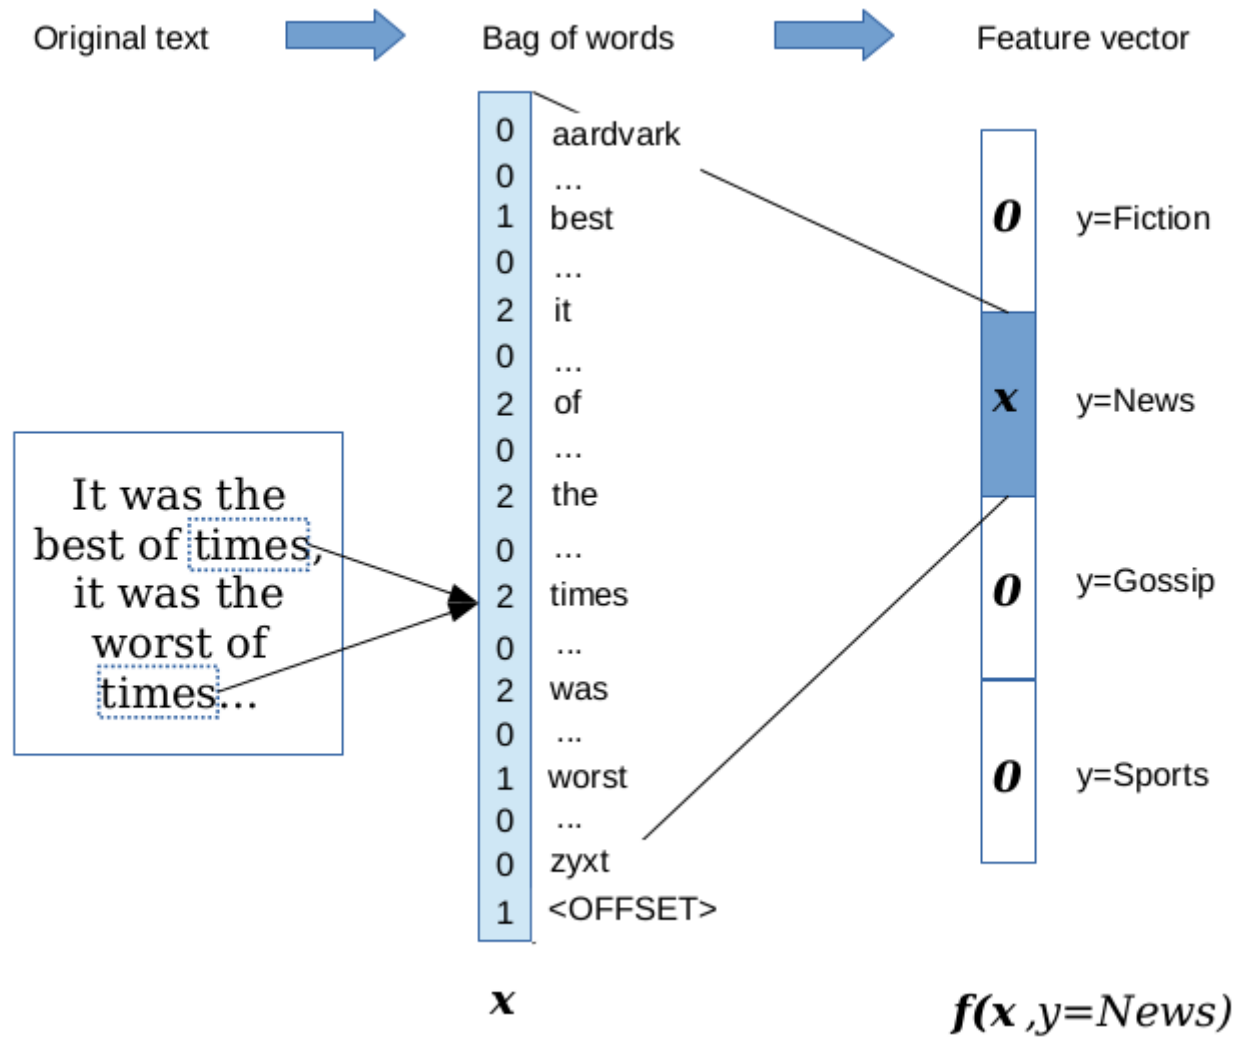 Original text
Bag of words
Feature vector
It was the
best of times,
it was the
worst of
times...
0 aardvark
0 ...
1 best
0 ...
2 it
0 ...
2 of
0 ...
2 the
0 ...
2 times
0 ...
2 was
0 ...
1 worst
0 ...
0 zyxt
1 <OFFSET>
x
0 y=Fiction
x y=News
0 y=Gossip
0 y=Sports
f(x ,y=News)